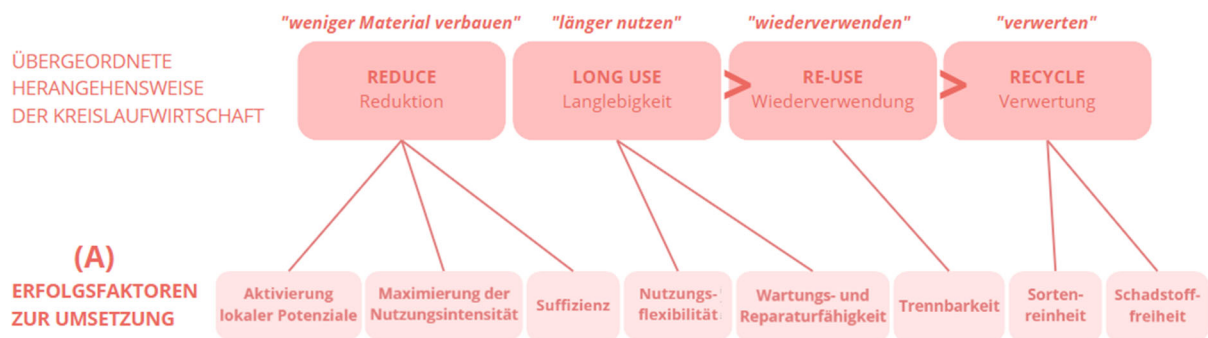 "weniger Material verbauen"
"länger nutzen"
"wiederverwenden"
"verwerten"
ÜBERGEORDNETE
HERANGEHENSWEISE
DER KREISLAUFWIRTSCHAFT
REDUCE
Reduktion
LONG USE
Langlebigkeit
>
RE-USE
Wiederverwendung
>
RECYCLE
Verwertung
(A)
ERFOLGSFAKTOREN
ZUR UMSETZUNG
Aktivierung
lokaler Potenziale
Maximierung der
Nutzungsintensität
Suffizienz
Nutzungs-
flexibilität
Wartungs- und
Reparaturfähigkeit
Trennbarkeit
Sorten-
reinheit
Schadstoff-
freiheit